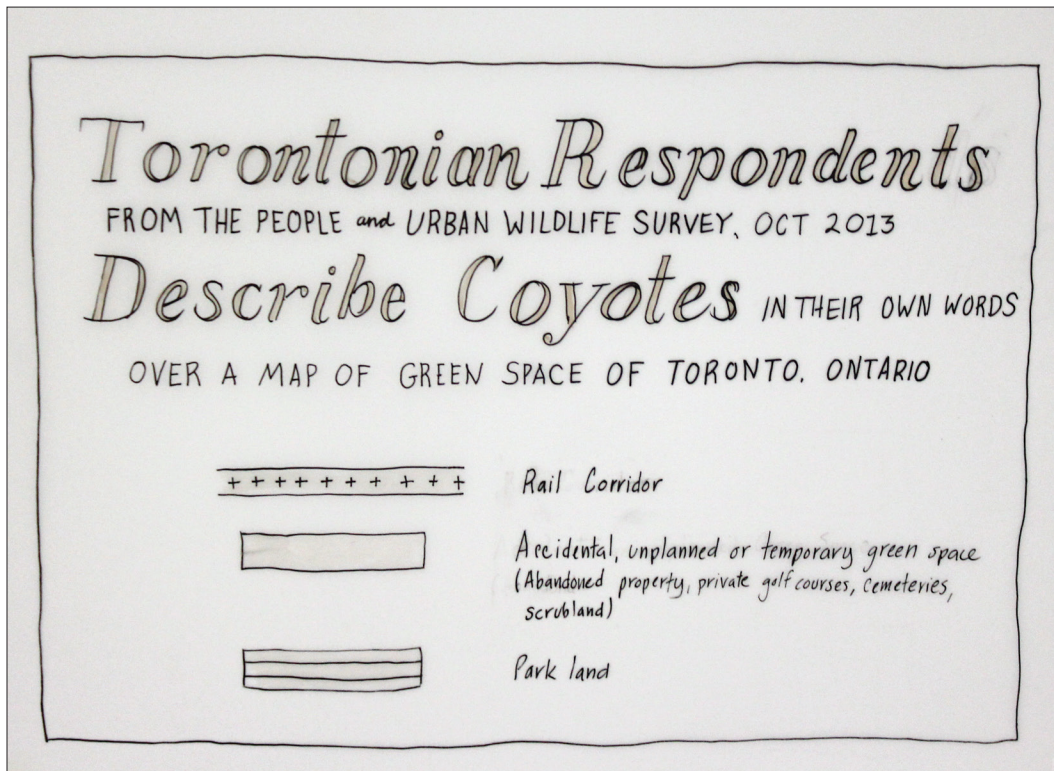 Torontonian Respondents
FROM THE PEOPLE and URBAN WILDLIFE SURVEY, OCT 2013
Describe Coyotes IN THEIR OWN WORDS
OVER A MAP OF GREEN SPACE OF TORONTO. ONTARIO
Rail Corridor
Accidental, unplanned or temporary green space
(Abandoned property, private golf courses, cemeteries,
scrubland)
Park land